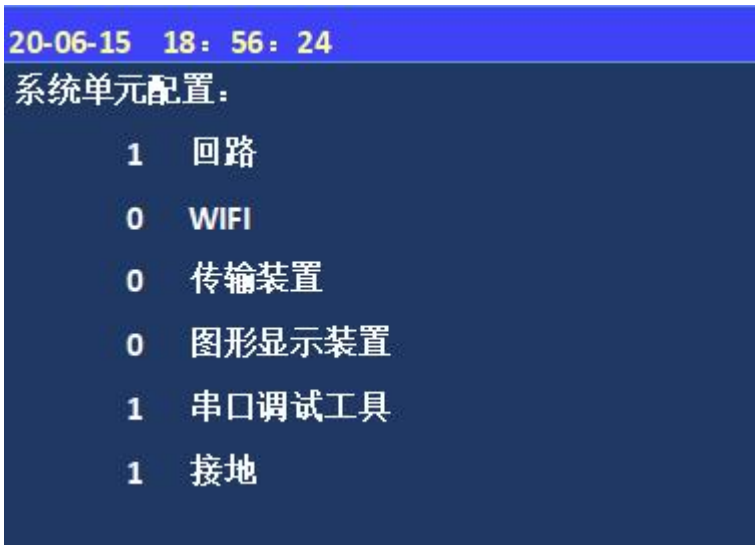 20-06-15 18：56：24
系统单元配置：
1 回路
0 WIFI
0 传输装置
0 图形显示装置
1 串口调试工具
1 接地